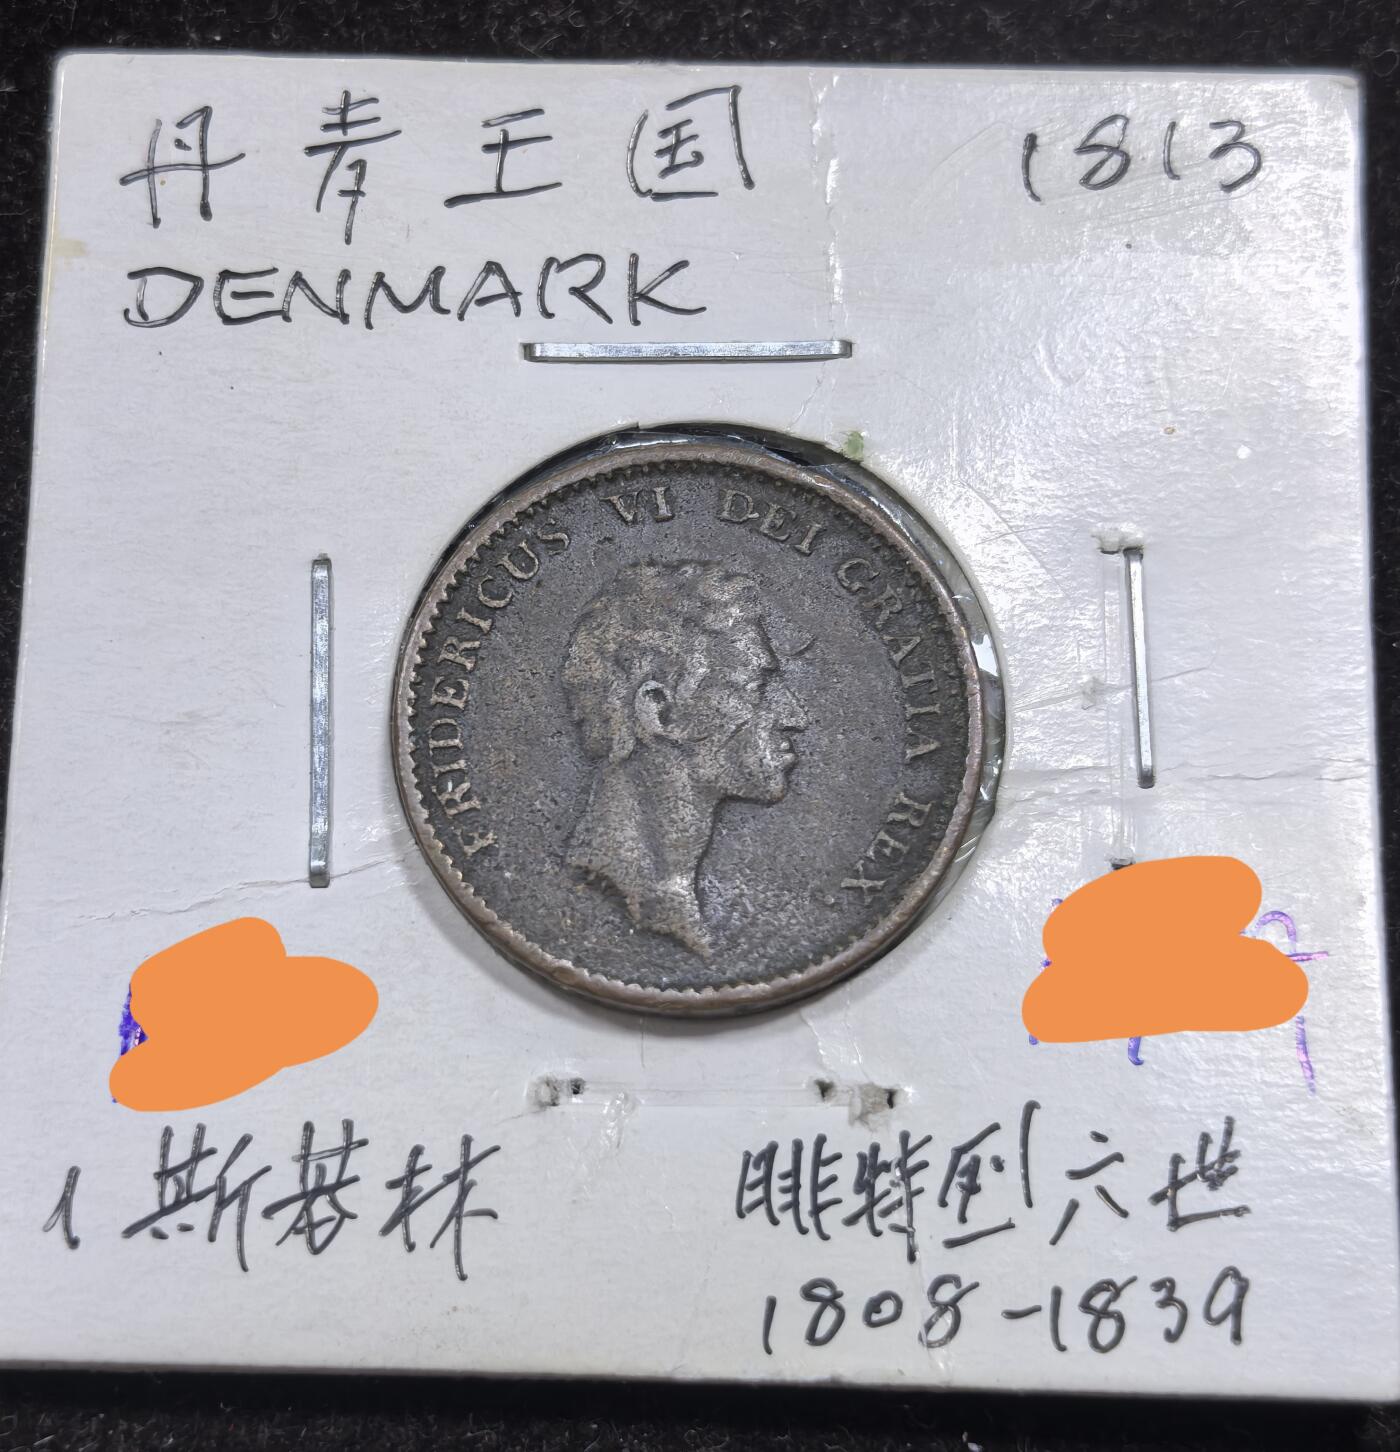 丹麦王国 1813
DENMARK
FRIDERICUS VI DEI GRATIA REX.
1 斯基林 腓特烈六世
1808-1839